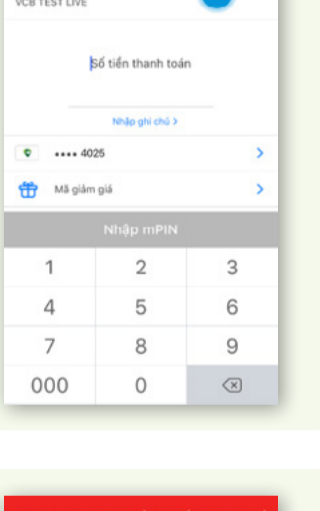 VCB TEST LIVE
Số tiền thanh toán
Nhập ghi chú >
•••• 4025
Mã giảm giá
Nhập mPIN
1 2 3
4 5 6
7 8 9
000 0